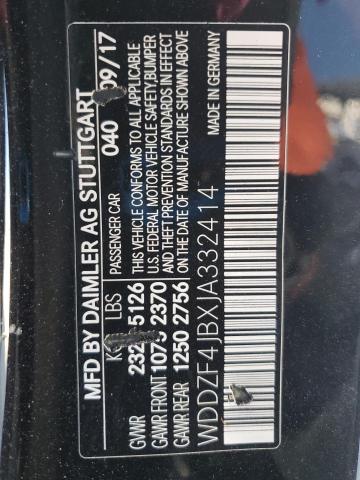 MFD BY DAIMLER AG STUTTGART
LBS PASSENGER CAR 040 09/17
GVWR 5126 THIS VEHICLE CONFORMS TO ALL APPLICABLE
GAWR FRONT 2370 U.S. FEDERAL MOTOR VEHICLE SAFETY, BUMPER
GAWR REAR 1250 2756 AND THEFT PREVENTION STANDARDS IN EFFECT
ON THE DATE OF MANUFACTURE SHOWN ABOVE
MADE IN GERMANY
WDDZF4JBXJA332414